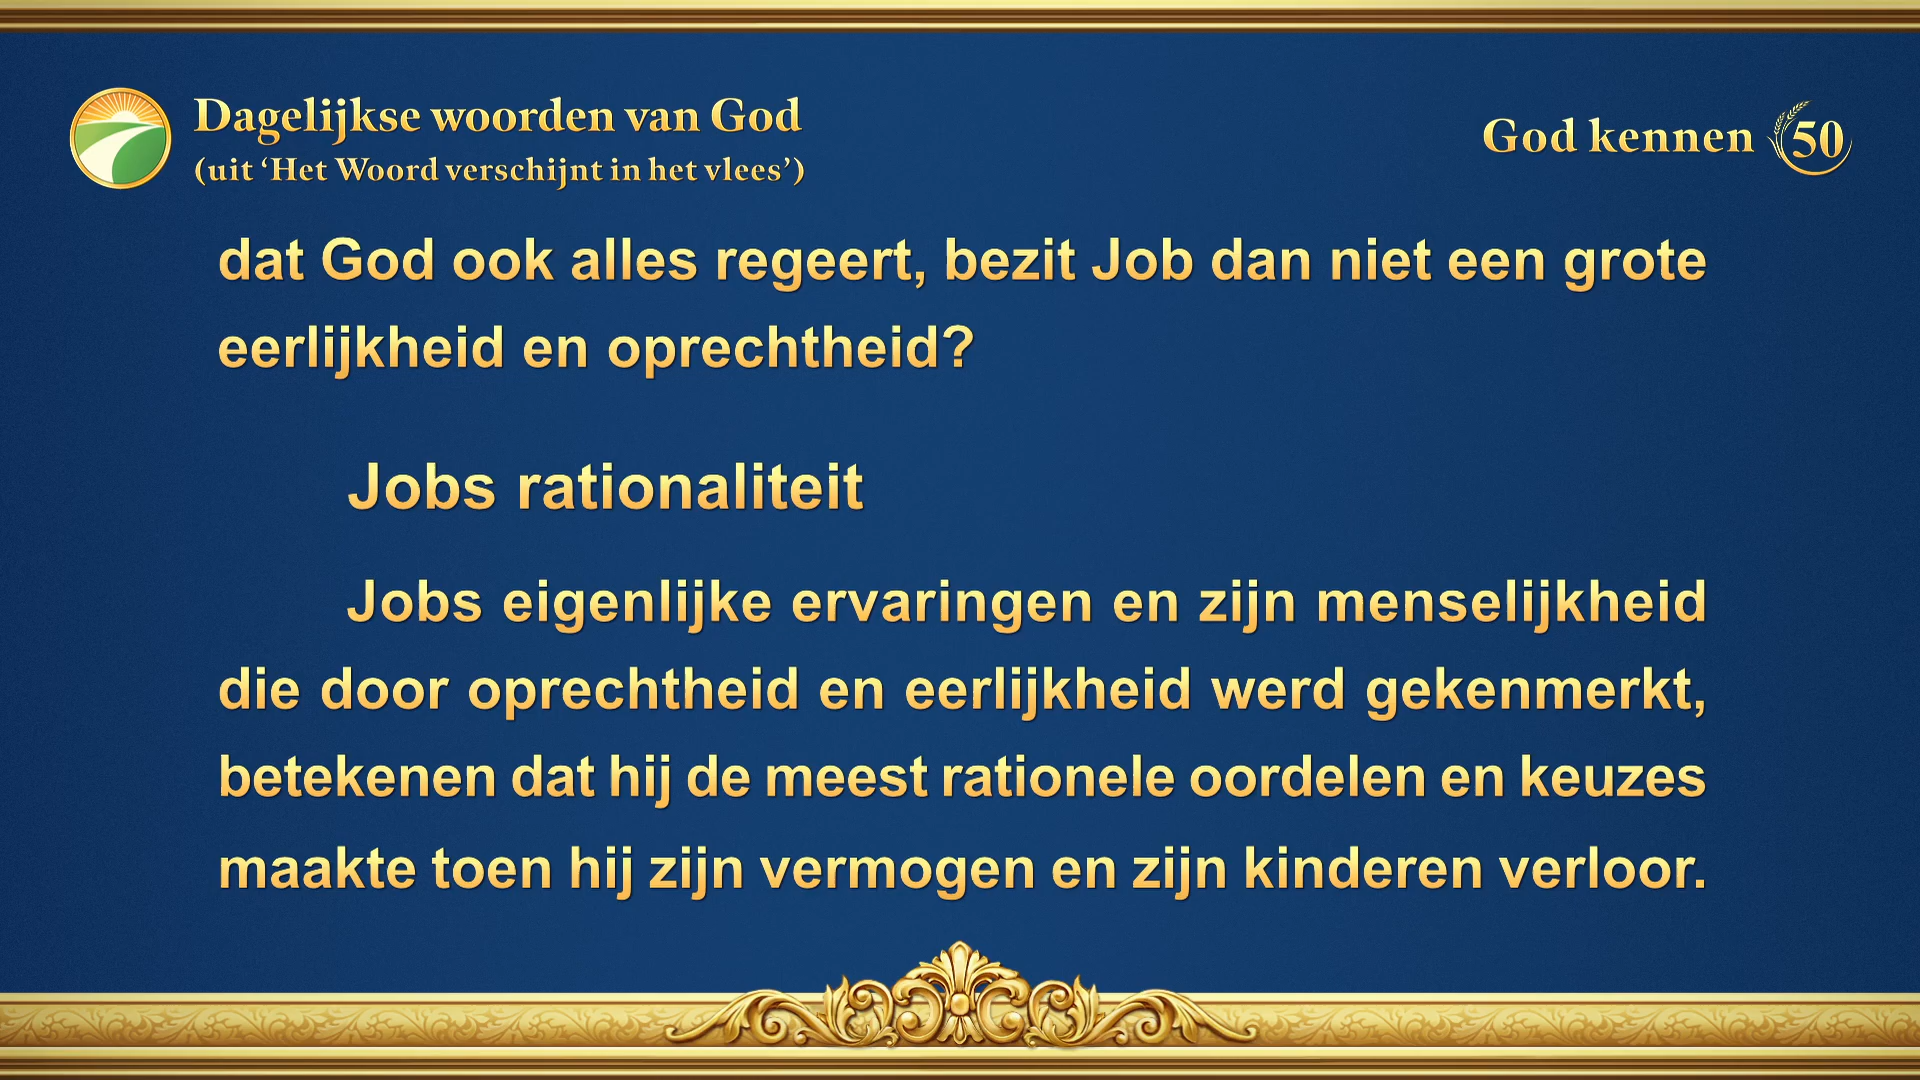 Dagelijkse woorden van God
(uit ‘Het Woord verschijnt in het vlees’)
God kennen 50
dat God ook alles regeert, bezit Job dan niet een grote
eerlijkheid en oprechtheid?
Jobs rationaliteit
Jobs eigenlijke ervaringen en zijn menselijkheid
die door oprechtheid en eerlijkheid werd gekenmerkt,
betekenen dat hij de meest rationele oordelen en keuzes
maakte toen hij zijn vermogen en zijn kinderen verloor.